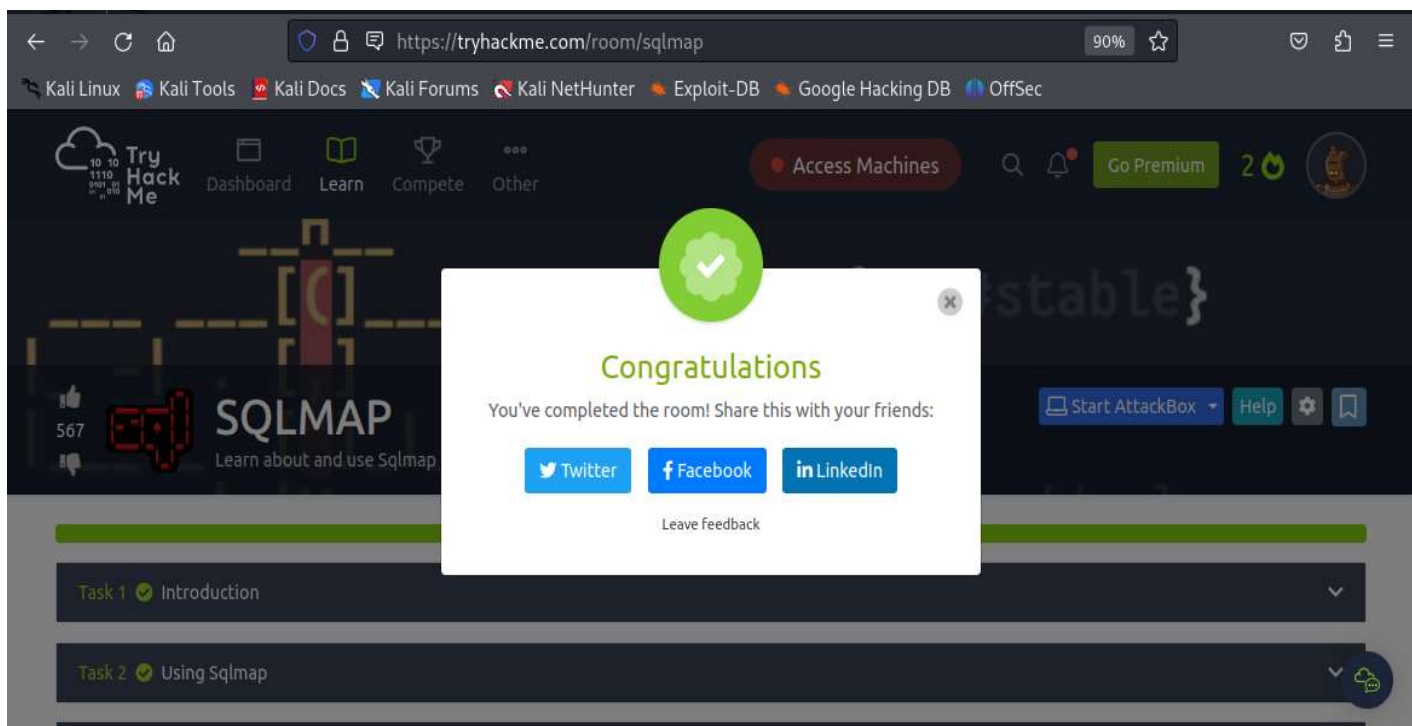 https://tryhackme.com/room/sqlmap
90%
Kali Linux Kali Tools Kali Docs Kali Forums Kali NetHunter Exploit-DB Google Hacking DB OffSec
Try
Hack
Me
Dashboard Learn Compete Other
Access Machines
Go Premium
2
stable}
Congratulations
You've completed the room! Share this with your friends:
Twitter Facebook LinkedIn
Leave feedback
567
SQLMAP
Learn about and use Sqlmap
Start AttackBox Help
Task 1 Introduction
Task 2 Using Sqlmap